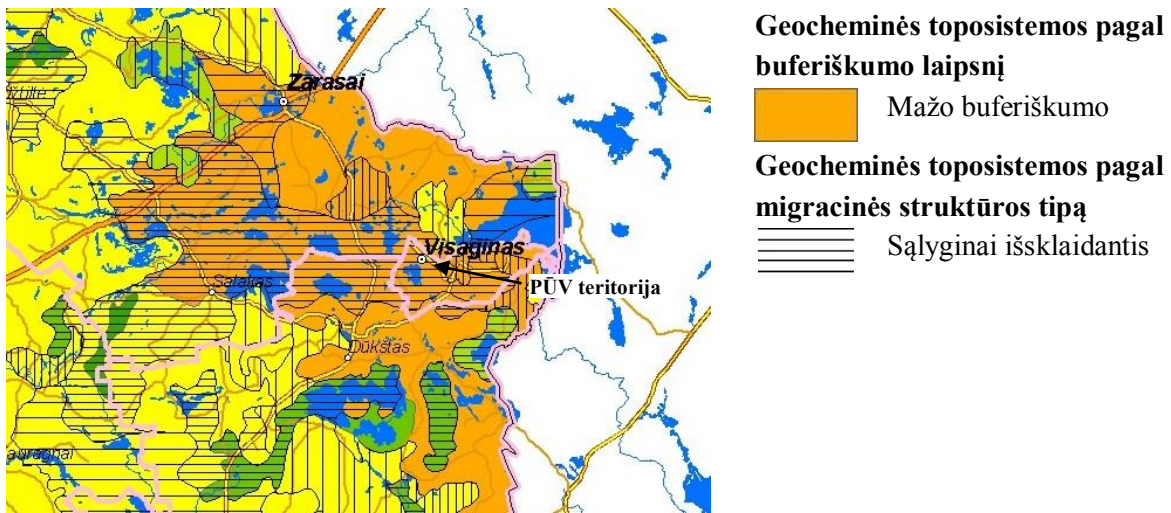 Zarasai
Visaginas
Salakas
Dūkštas
PŪV teritorija
Geocheminės toposistemos pagal
buferiškumo laipsnį
Mažo buferiškumo
Geocheminės toposistemos pagal
migracinės struktūros tipą
Sąlyginai išsklaidantis